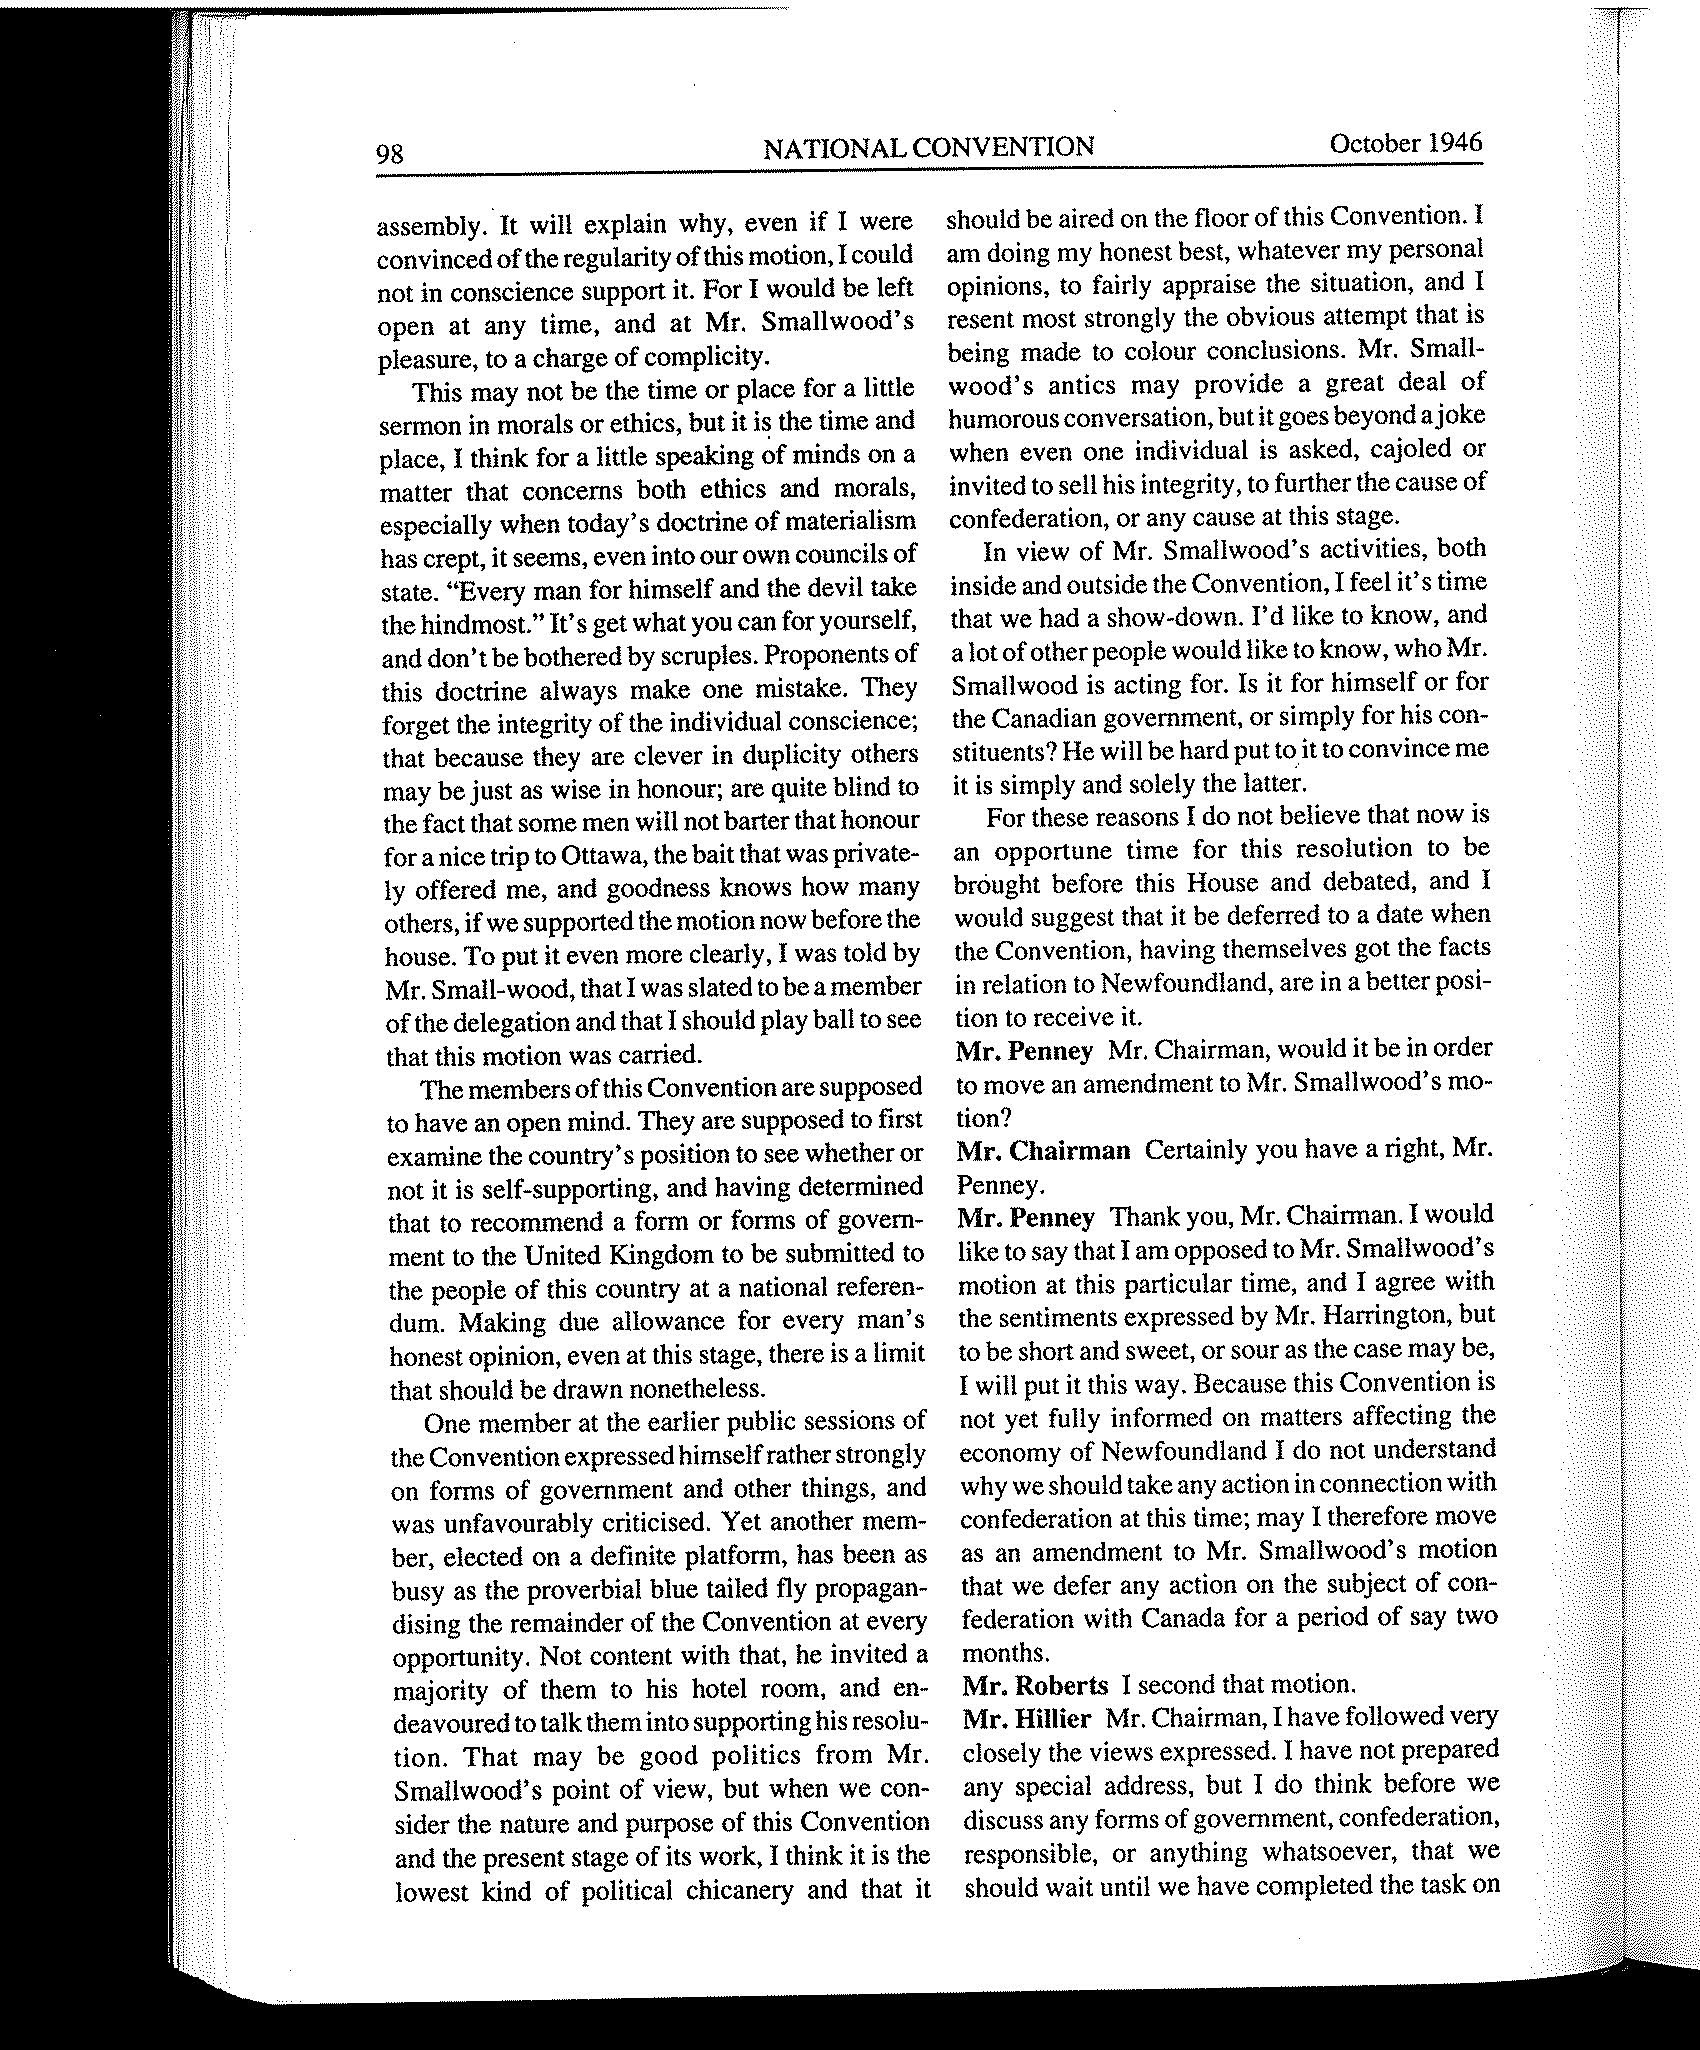 98 NATIONAL CONVENTION October 1946
assembly. It will explain why, even if I were
convinced of the regularity of this motion, I could
not in conscience support it. For I would be left
open at any time, and at Mr. Smallwood's
pleasure, to a charge of complicity.
This may not be the time or place for a little
sermon in morals or ethics, but it is the time and
place, I think for a little speaking of minds on a
matter that concerns both ethics and morals,
especially when today's doctrine of materialism
has crept, it seems, even into our own councils of
state. "Every man for himself and the devil take
the hindmost." It's get what you can for yourself,
and don't be bothered by scruples. Proponents of
this doctrine always make one mistake. They
forget the integrity of the individual conscience;
that because they are clever in duplicity others
may be just as wise in honour; are quite blind to
the fact that some men will not barter that honour
for a nice trip to Ottawa, the bait that was private-
ly offered me, and goodness knows how many
others, if we supported the motion now before the
house. To put it even more clearly, I was told by
Mr. Small-wood, that I was slated to be a member
of the delegation and that I should play ball to see
that this motion was carried.
The members of this Convention are supposed
to have an open mind. They are supposed to first
examine the country's position to see whether or
not it is self-supporting, and having determined
that to recommend a form or forms of govern-
ment to the United Kingdom to be submitted to
the people of this country at a national referen-
dum. Making due allowance for every man's
honest opinion, even at this stage, there is a limit
that should be drawn nonetheless.
One member at the earlier public sessions of
the Convention expressed himself rather strongly
on forms of government and other things, and
was unfavourably criticised. Yet another mem-
ber, elected on a definite platform, has been as
busy as the proverbial blue tailed fly propagan-
dising the remainder of the Convention at every
opportunity. Not content with that, he invited a
majority of them to his hotel room, and en-
deavoured to talk them into supporting his resolu-
tion. That may be good politics from Mr.
Smallwood's point of view, but when we con-
sider the nature and purpose of this Convention
and the present stage of its work, I think it is the
lowest kind of political chicanery and that it
should be aired on the floor of this Convention. I
am doing my honest best, whatever my personal
opinions, to fairly appraise the situation, and I
resent most strongly the obvious attempt that is
being made to colour conclusions. Mr. Small-
wood's antics may provide a great deal of
humorous conversation, but it goes beyond a joke
when even one individual is asked, cajoled or
invited to sell his integrity, to further the cause of
confederation, or any cause at this stage.
In view of Mr. Smallwood's activities, both
inside and outside the Convention, I feel it's time
that we had a show-down. I'd like to know, and
a lot of other people would like to know, who Mr.
Smallwood is acting for. Is it for himself or for
the Canadian government, or simply for his con-
stituents? He will be hard put to it to convince me
it is simply and solely the latter.
For these reasons I do not believe that now is
an opportune time for this resolution to be
brought before this House and debated, and I
would suggest that it be deferred to a date when
the Convention, having themselves got the facts
in relation to Newfoundland, are in a better posi-
tion to receive it.
Mr. Penney Mr. Chairman, would it be in order
to move an amendment to Mr. Smallwood's mo-
tion?
Mr. Chairman Certainly you have a right, Mr.
Penney.
Mr. Penney Thank you, Mr. Chairman. I would
like to say that I am opposed to Mr. Smallwood's
motion at this particular time, and I agree with
the sentiments expressed by Mr. Harrington, but
to be short and sweet, or sour as the case may be,
I will put it this way. Because this Convention is
not yet fully informed on matters affecting the
economy of Newfoundland I do not understand
why we should take any action in connection with
confederation at this time; may I therefore move
as an amendment to Mr. Smallwood's motion
that we defer any action on the subject of con-
federation with Canada for a period of say two
months.
Mr. Roberts I second that motion.
Mr. Hillier Mr. Chairman, I have followed very
closely the views expressed. I have not prepared
any special address, but I do think before we
discuss any forms of government, confederation,
responsible, or anything whatsoever, that we
should wait until we have completed the task on